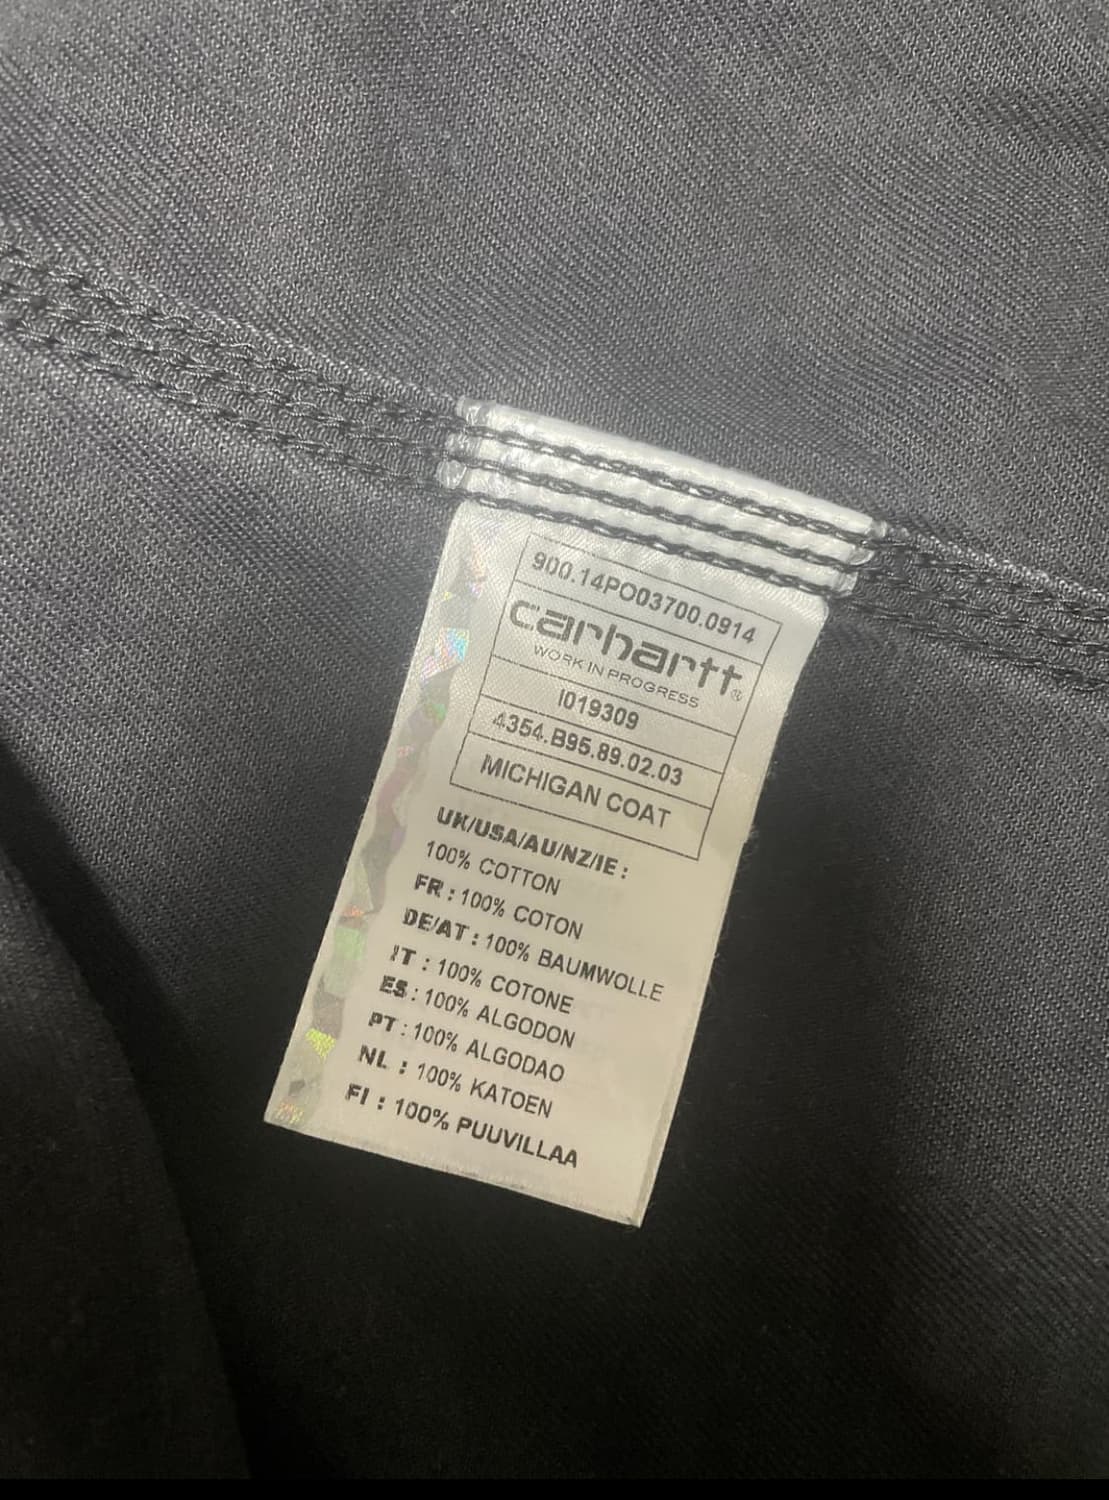 900.14PO03700.0914
carhartt®
WORK IN PROGRESS
I019309
4354.B95.89.02.03
MICHIGAN COAT
UK/USA/AU/NZ/IE :
100% COTTON
FR : 100% COTON
DE/AT : 100% BAUMWOLLE
IT : 100% COTONE
ES : 100% ALGODON
PT : 100% ALGODAO
NL : 100% KATOEN
FI : 100% PUUVILLAA